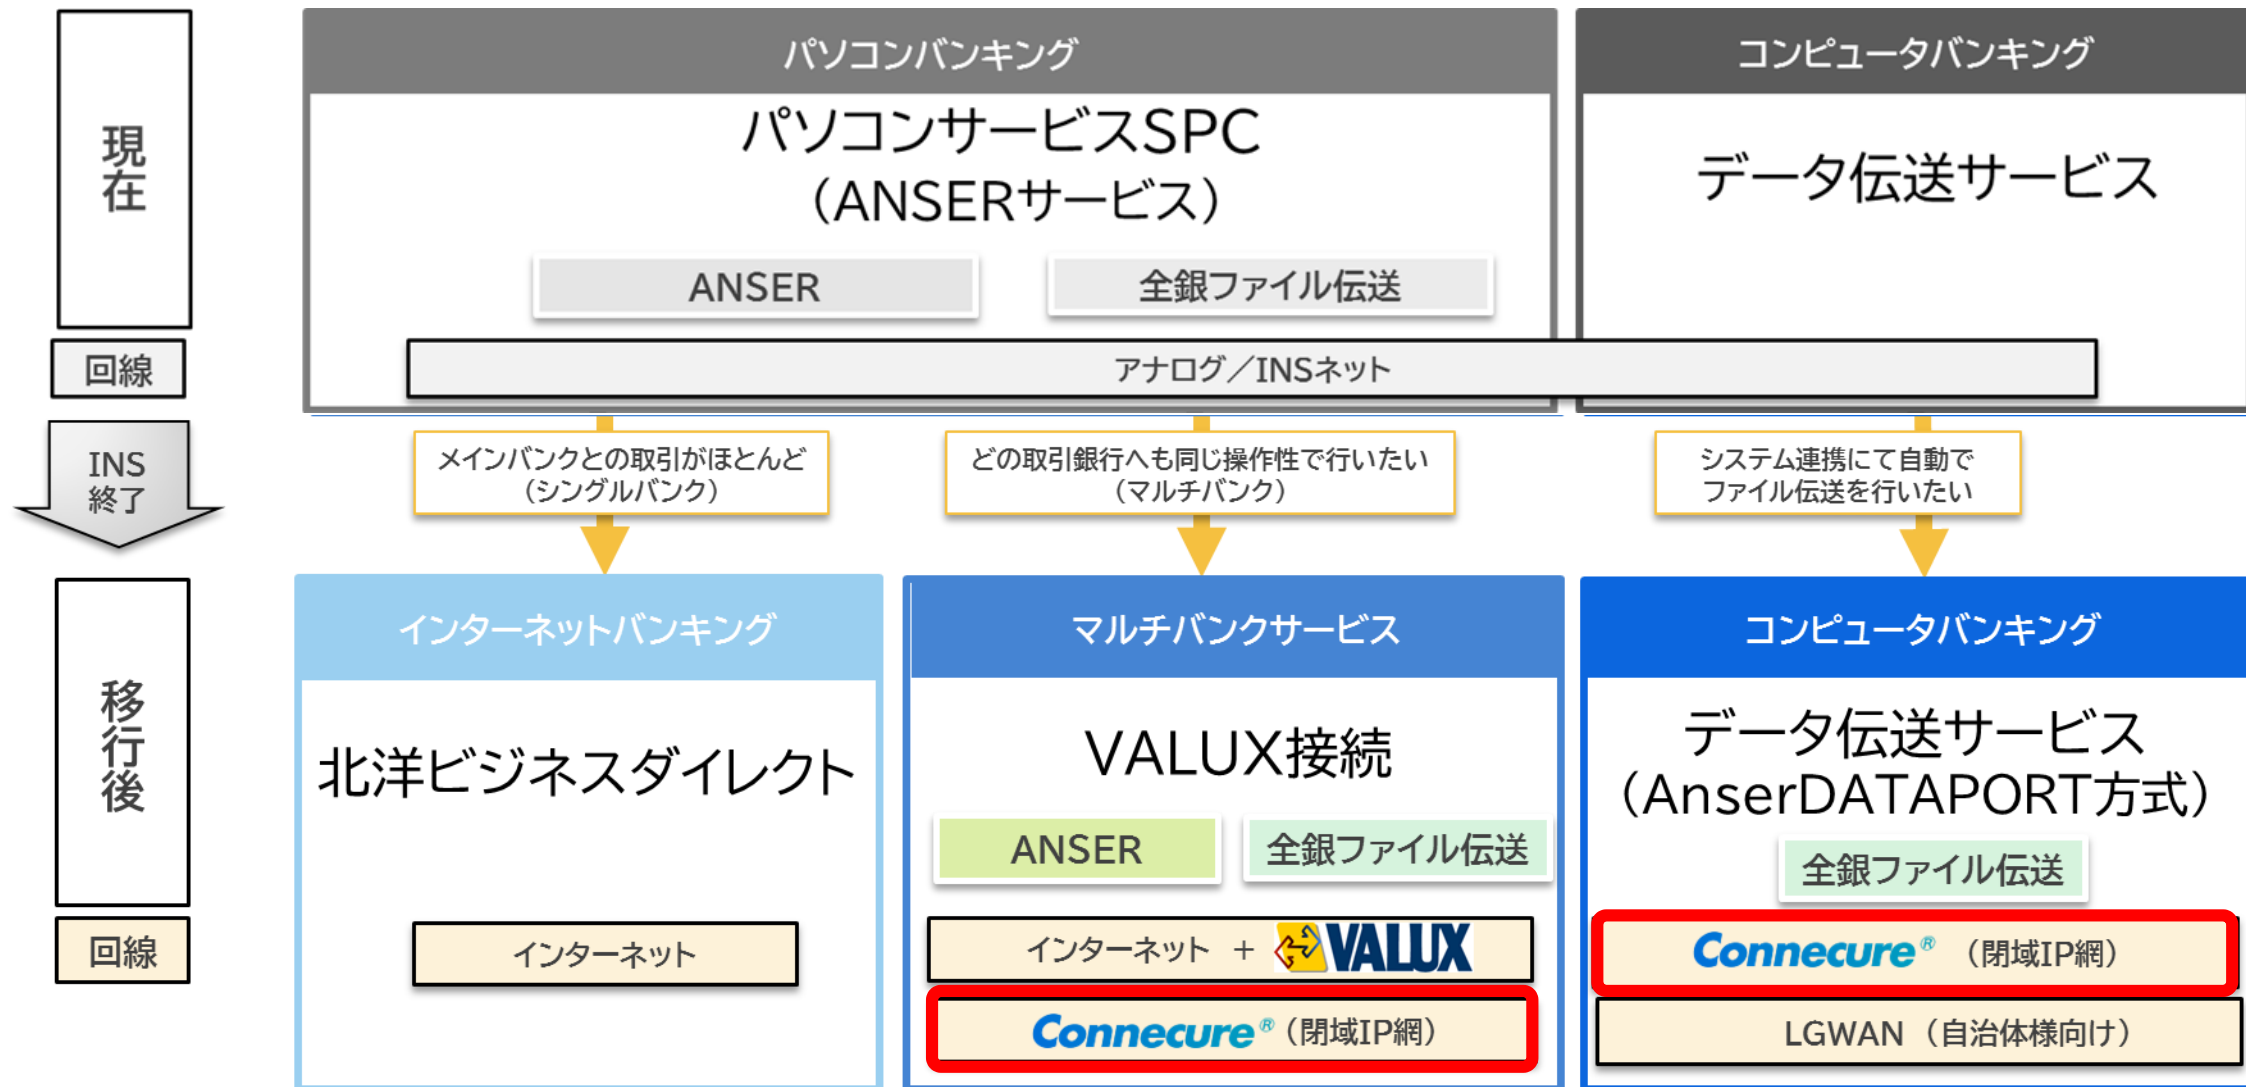 現在
パソコンバンキング
コンピュータバンキング
パソコンサービスSPC
（ANSERサービス）
データ伝送サービス
ANSER
全銀ファイル伝送
回線
アナログ／INSネット
INS
終了
メインバンクとの取引がほとんど
（シングルバンク）
どの取引銀行へも同じ操作性で行いたい
（マルチバンク）
システム連携にて自動で
ファイル伝送を行いたい
移行後
インターネットバンキング
マルチバンクサービス
コンピュータバンキング
北洋ビジネスダイレクト
VALUX接続
データ伝送サービス
（AnserDATAPORT方式）
ANSER
全銀ファイル伝送
全銀ファイル伝送
回線
インターネット
インターネット + VALUX
Connecure® （閉域IP網）
Connecure® （閉域IP網）
LGWAN（自治体様向け）